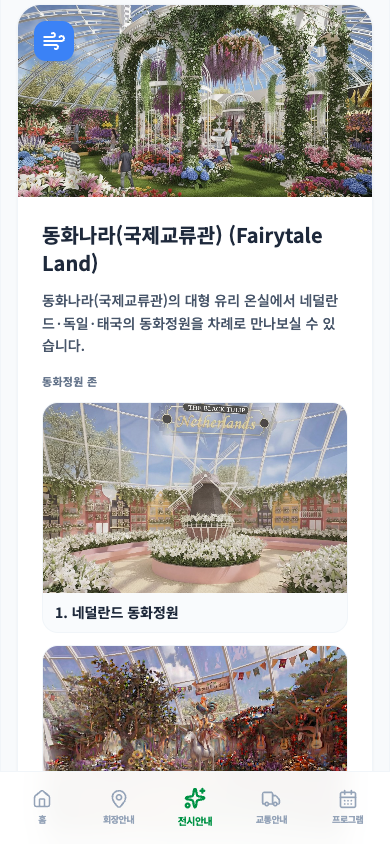 동화나라(국제교류관) (Fairytale
Land)
동화나라(국제교류관)의 대형 유리 온실에서 네덜란
드·독일·태국의 동화정원을 차례로 만나보실 수 있
습니다.
동화정원 존
THE BLACK TULIP
Netherlands
1. 네덜란드 동화정원
홈
회장안내
전시안내
교통안내
프로그램